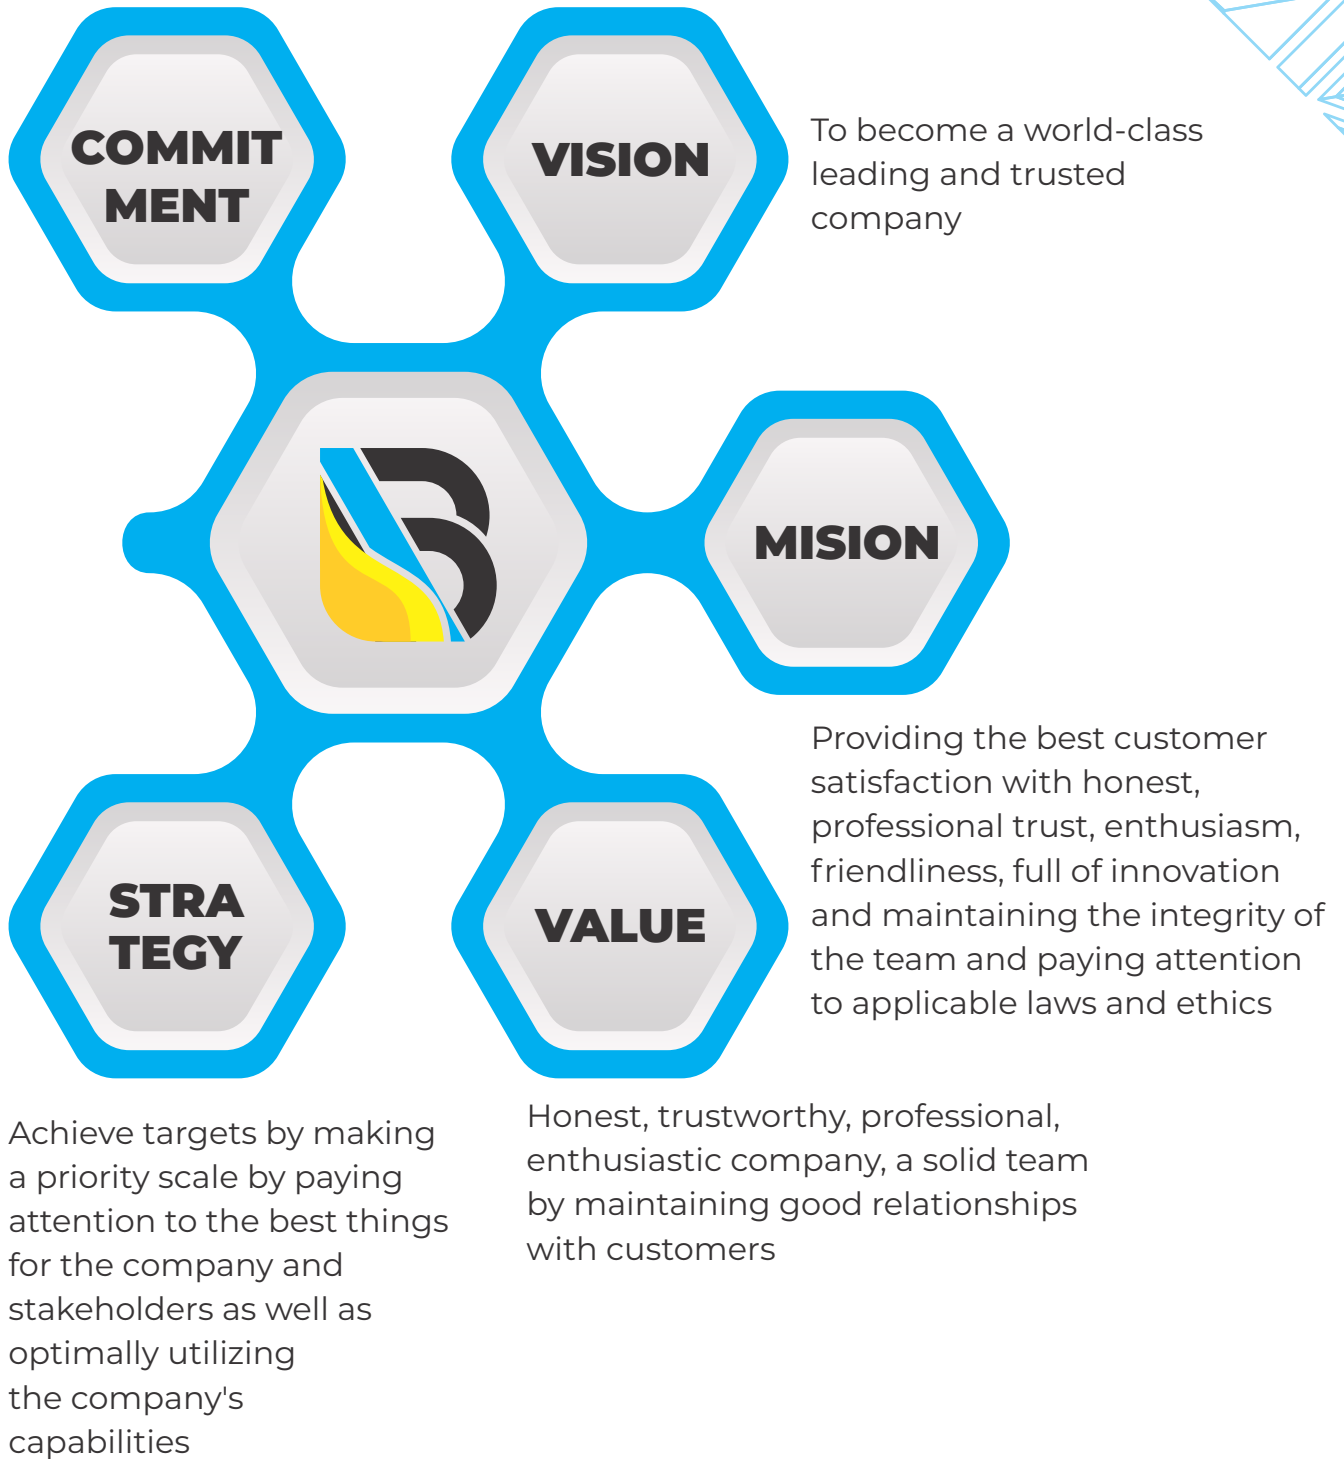 COMMIT
MENT
VISION
To become a world-class
leading and trusted
company
MISION
Providing the best customer
satisfaction with honest,
professional trust, enthusiasm,
friendliness, full of innovation
and maintaining the integrity of
the team and paying attention
to applicable laws and ethics
STRA
TEGY
Achieve targets by making
a priority scale by paying
attention to the best things
for the company and
stakeholders as well as
optimally utilizing
the company's
capabilities
VALUE
Honest, trustworthy, professional,
enthusiastic company, a solid team
by maintaining good relationships
with customers